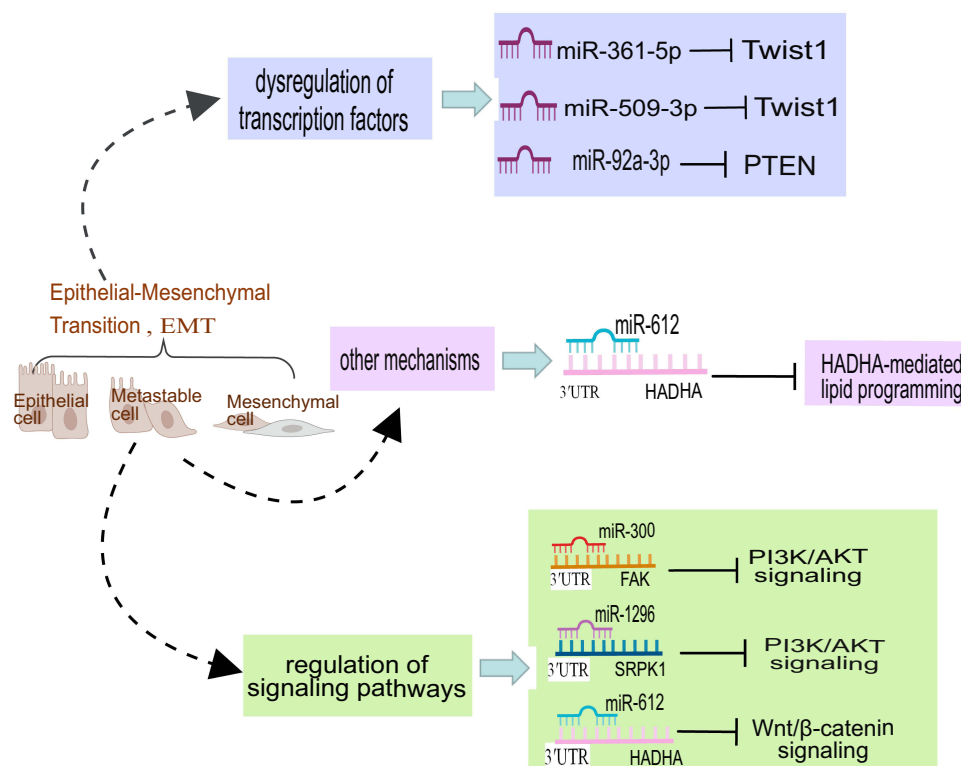 dysregulation of
transcription factors
miR-361-5p
Twist1
miR-509-3p
Twist1
miR-92a-3p
PTEN
Epithelial-Mesenchymal
Transition , EMT
Epithelial
cell
Metastable
cell
Mesenchymal
cell
other mechanisms
miR-612
3'UTR
HADHA
HADHA-mediated
lipid programming
regulation of
signaling pathways
miR-300
3'UTR
FAK
PI3K/AKT
signaling
miR-1296
3'UTR
SRPK1
PI3K/AKT
signaling
miR-612
3'UTR
HADHA
Wnt/β-catenin
signaling